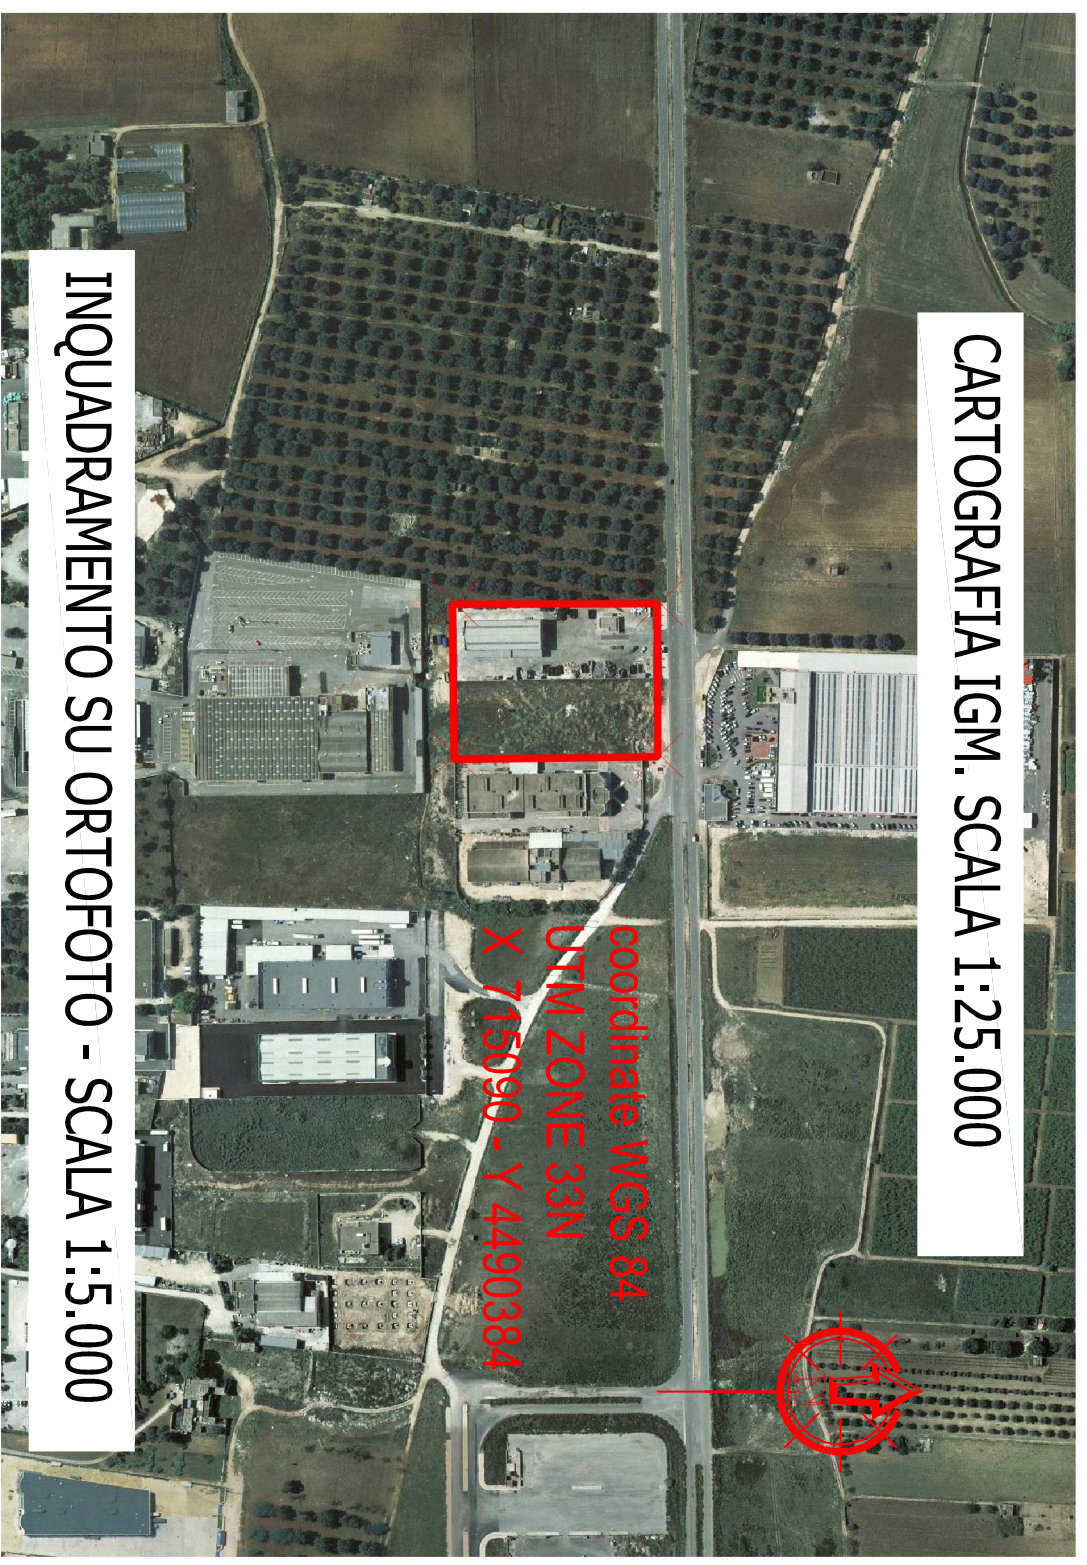 CARTOGRAFIA IGM. SCALA 1:25.000
coordinate WGS 84
UTM ZONE 33N
X 715090 - Y 4490384
INQUADRAMENTO SU ORTOFOTO - SCALA 1:5.000